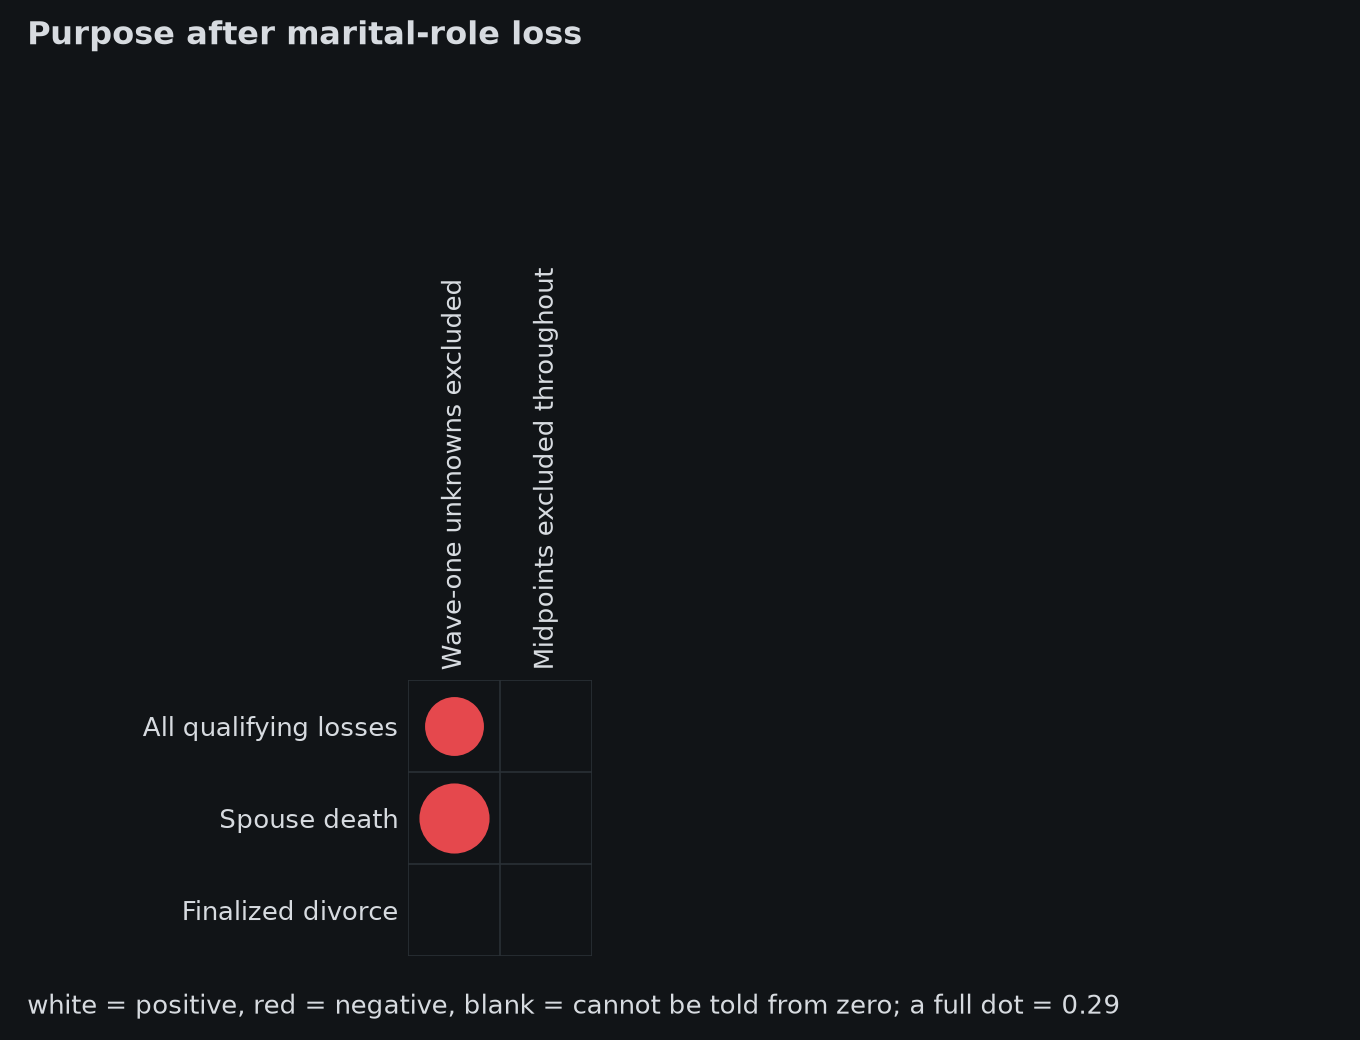 Purpose after marital-role loss
Wave-one unknowns excluded
Midpoints excluded throughout
All qualifying losses
Spouse death
Finalized divorce
white = positive, red = negative, blank = cannot be told from zero; a full dot = 0.29